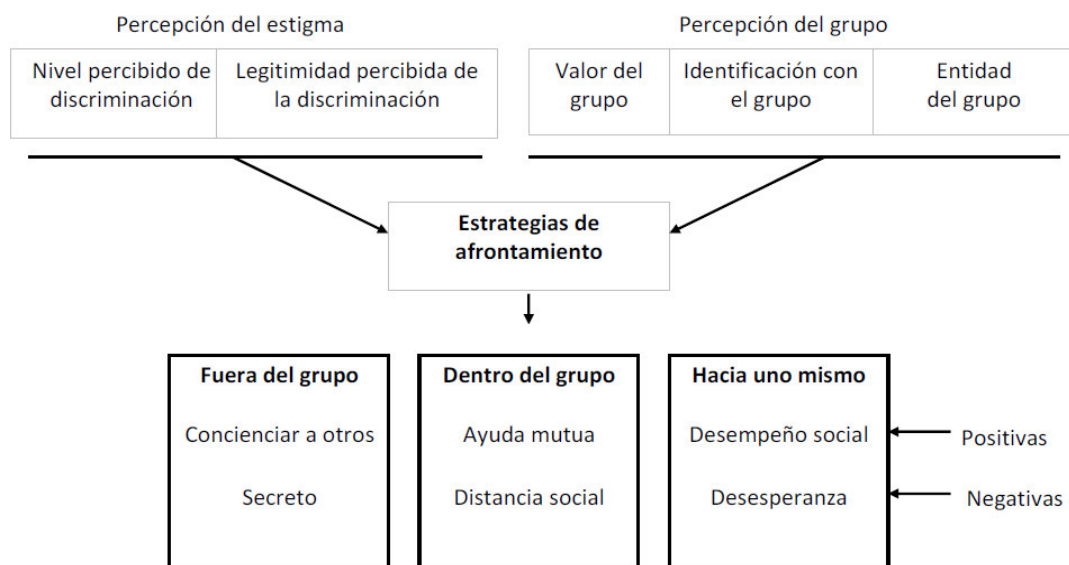 Percepción del estigma
Percepción del grupo
Nivel percibido de
discriminación
Legitimidad percibida de
la discriminación
Valor del
grupo
Identificación con
el grupo
Entidad
del grupo
Estrategias de
afrontamiento
Fuera del grupo
Concienciar a otros
Secreto
Dentro del grupo
Ayuda mutua
Distancia social
Hacia uno mismo
Desempeño social
Desesperanza
Positivas
Negativas